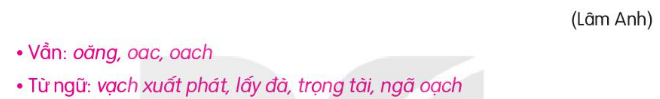 (Lâm Anh)
• Vần: oăng, oac, oach
• Từ ngữ: vạch xuất phát, lấy đà, trọng tài, ngã oạch